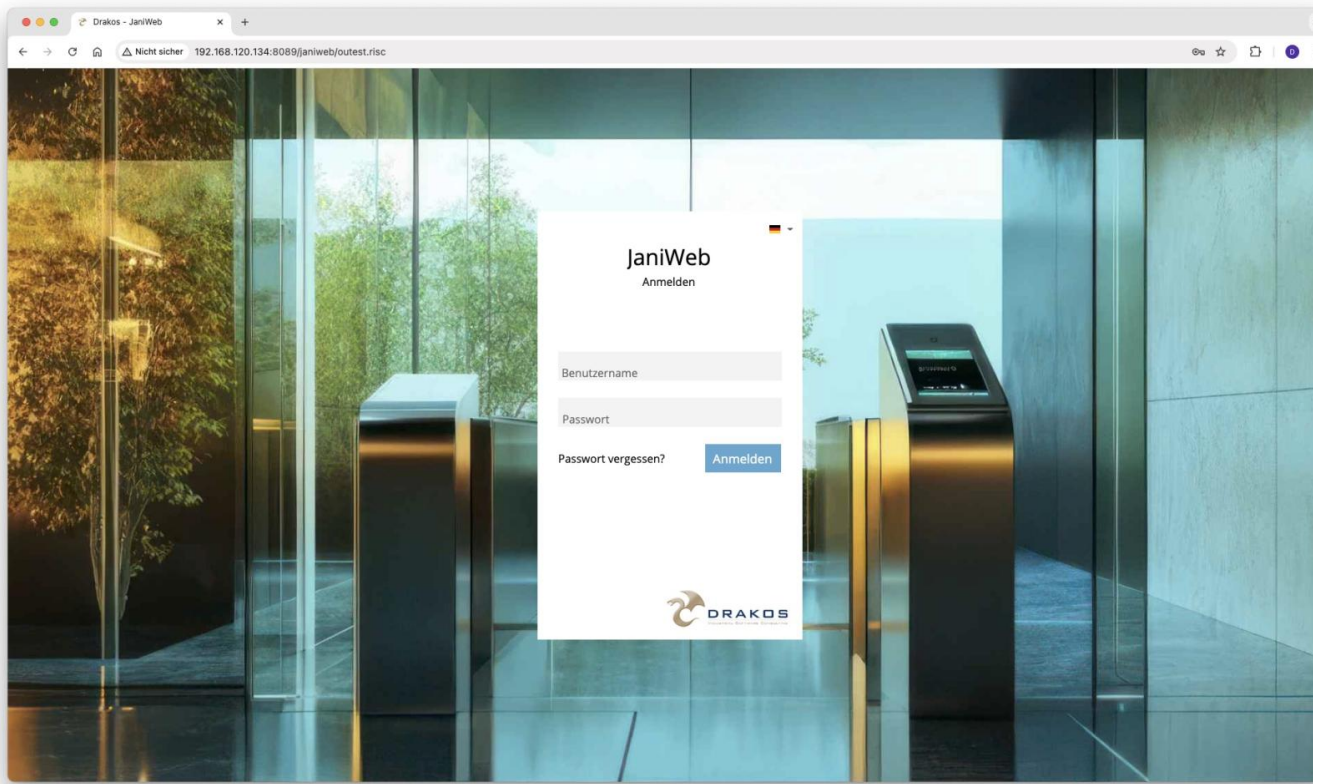 Drakos - JaniWeb
Nicht sicher 192.168.120.134:8089/janiweb/outest.risc
D
JaniWeb
Anmelden
Benutzername
Passwort
Passwort vergessen? Anmelden
DRAKOS